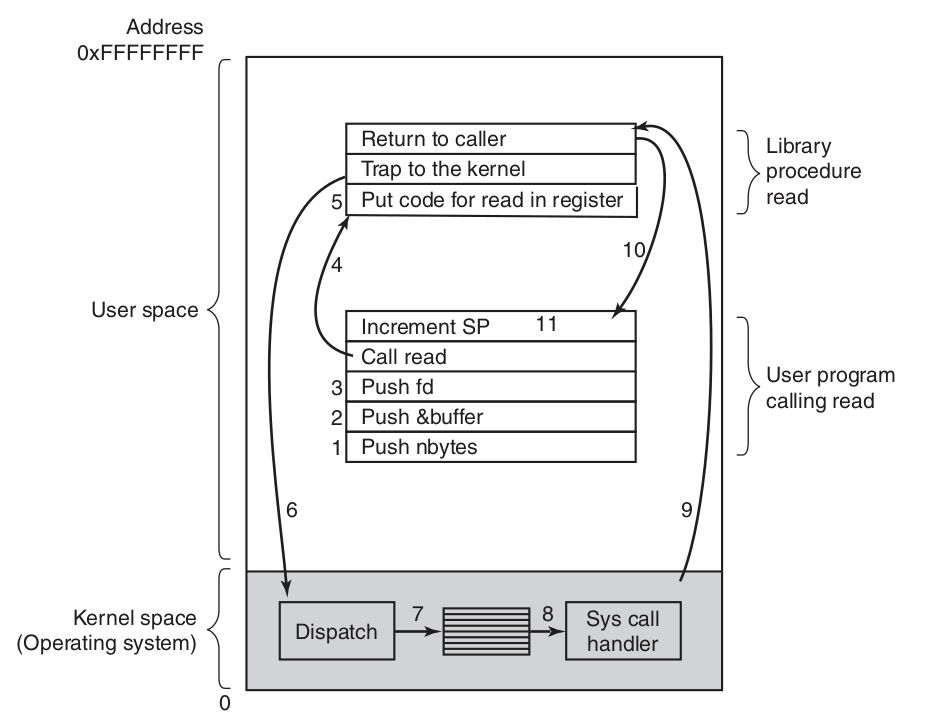 Address
0xFFFFFFFF
Return to caller
Trap to the kernel
5 Put code for read in register
Library
procedure
read
4
10
User space
Increment SP 11
Call read
3 Push fd
2 Push &buffer
1 Push nbytes
User program
calling read
6
9
Kernel space
(Operating system)
Dispatch
7
8
Sys call
handler
0